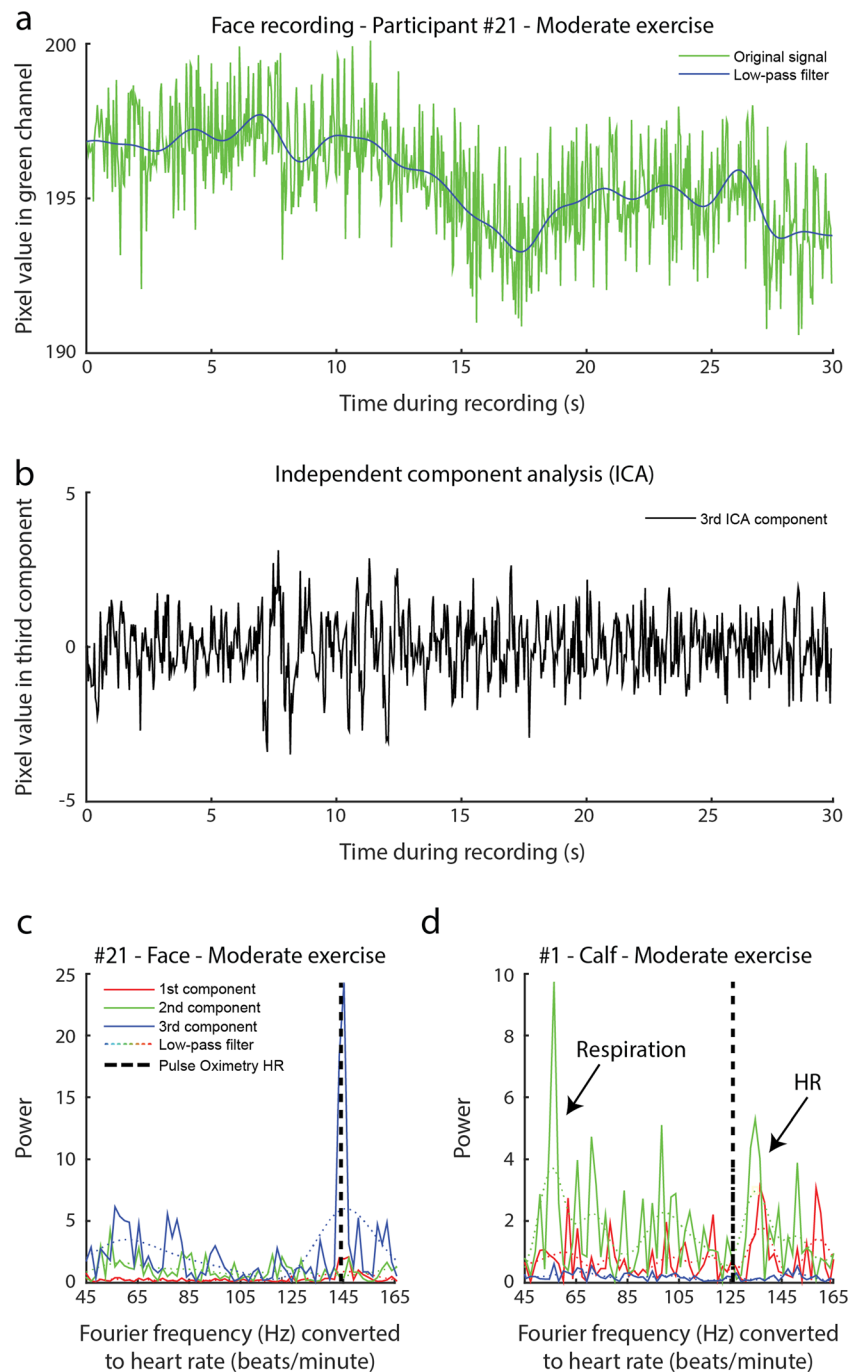 a
Face recording - Participant #21 - Moderate exercise
Original signal
Low-pass filter
Pixel value in green channel
200
195
190
0 5 10 15 20 25 30
Time during recording (s)
b
Independent component analysis (ICA)
3rd ICA component
Pixel value in third component
5
0
-5
0 5 10 15 20 25 30
Time during recording (s)
c
#21 - Face - Moderate exercise
1st component
2nd component
3rd component
Low-pass filter
Pulse Oximetry HR
Power
25
20
15
10
5
0
45 65 85 105 125 145 165
Fourier frequency (Hz) converted
to heart rate (beats/minute)
d
#1 - Calf - Moderate exercise
Respiration
HR
Power
10
8
6
4
2
0
45 65 85 105 125 145 165
Fourier frequency (Hz) converted
to heart rate (beats/minute)